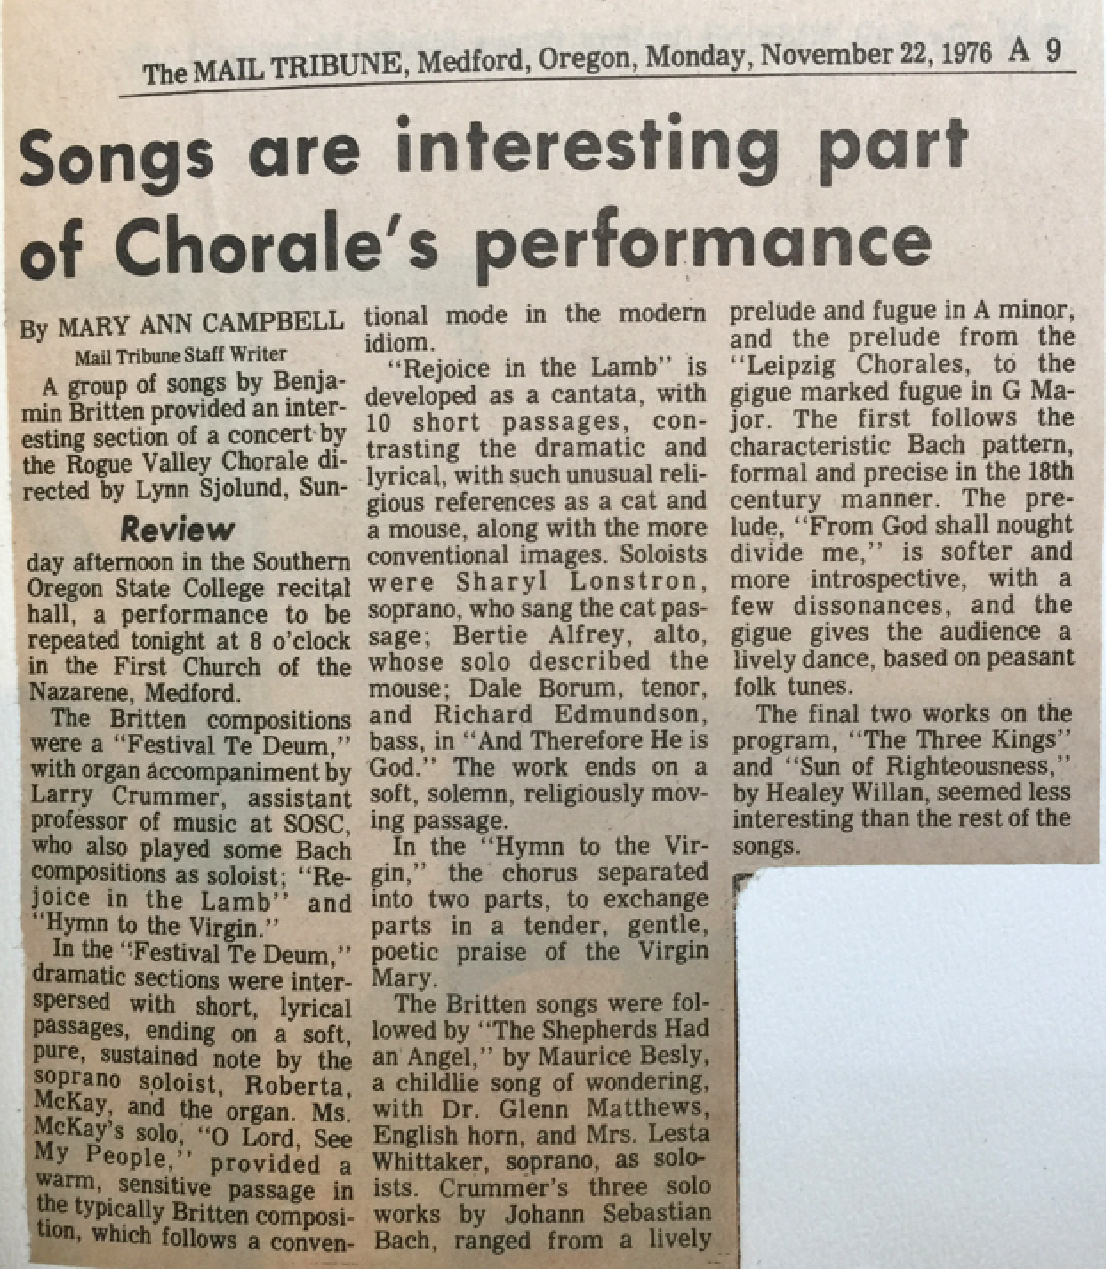 The MAIL TRIBUNE, Medford, Oregon, Monday, November 22, 1976 A 9
Songs are interesting part
of Chorale's performance
By MARY ANN CAMPBELL
Mail Tribune Staff Writer
A group of songs by Benja-
min Britten provided an inter-
esting section of a concert by
the Rogue Valley Chorale di-
rected by Lynn Sjolund, Sun-
Review
day afternoon in the Southern
Oregon State College recital
hall, a performance to be
repeated tonight at 8 o'clock
in the First Church of the
Nazarene, Medford.
The Britten compositions
were a "Festival Te Deum,"
with organ accompaniment by
Larry Crummer, assistant
professor of music at SOSC,
who also played some Bach
compositions as soloist; "Re-
joice in the Lamb" and
"Hymn to the Virgin."
In the "Festival Te Deum,"
dramatic sections were inter-
spersed with short, lyrical
passages, ending on a soft,
pure, sustained note by the
soprano soloist, Roberta,
McKay, and the organ. Ms.
McKay's solo, "O Lord, See
My People," provided a
warm, sensitive passage in
the typically Britten composi-
tion, which follows a conven-
tional mode in the modern
idiom.
"Rejoice in the Lamb" is
developed as a cantata, with
10 short passages, con-
trasting the dramatic and
lyrical, with such unusual reli-
gious references as a cat and
a mouse, along with the more
conventional images. Soloists
were Sharyl Lonstron,
soprano, who sang the cat pas-
sage; Bertie Alfrey, alto,
whose solo described the
mouse; Dale Borum, tenor,
and Richard Edmundson,
bass, in "And Therefore He is
God." The work ends on a
soft, solemn, religiously mov-
ing passage.
In the "Hymn to the Vir-
gin," the chorus separated
into two parts, to exchange
parts in a tender, gentle,
poetic praise of the Virgin
Mary.
The Britten songs were fol-
lowed by "The Shepherds Had
an Angel," by Maurice Besly,
a childlie song of wondering,
with Dr. Glenn Matthews,
English horn, and Mrs. Lesta
Whittaker, soprano, as solo-
ists. Crummer's three solo
works by Johann Sebastian
Bach, ranged from a lively
prelude and fugue in A minor,
and the prelude from the
"Leipzig Chorales, to the
gigue marked fugue in G Ma-
jor. The first follows the
characteristic Bach pattern,
formal and precise in the 18th
century manner. The pre-
lude, "From God shall nought
divide me," is softer and
more introspective, with a
few dissonances, and the
gigue gives the audience a
lively dance, based on peasant
folk tunes.
The final two works on the
program, "The Three Kings"
and "Sun of Righteousness,"
by Healey Willan, seemed less
interesting than the rest of the
songs.